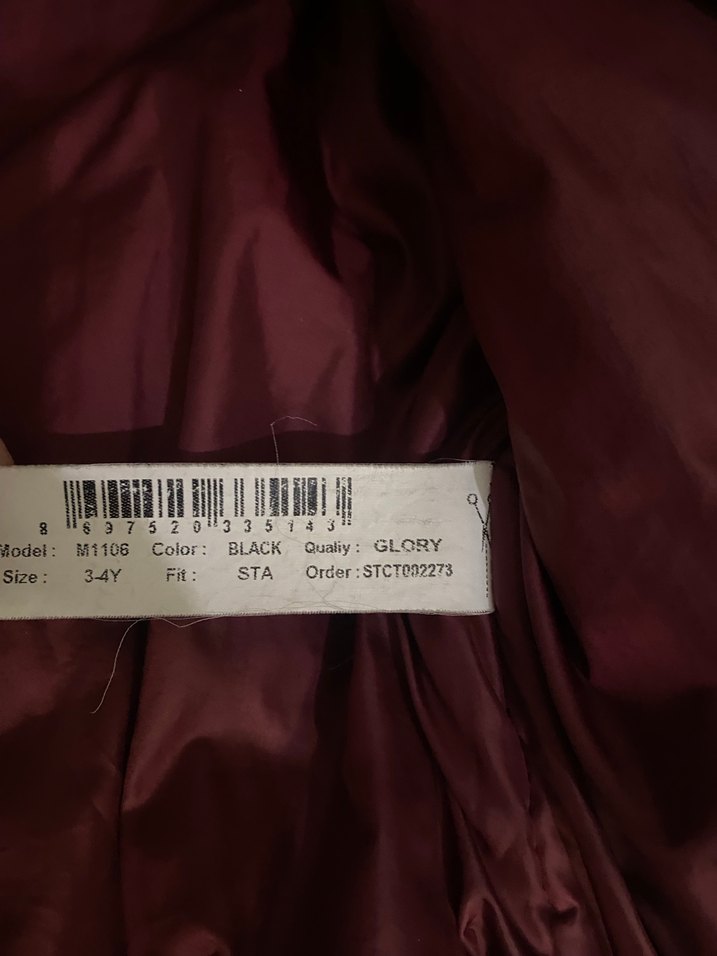 8 697520 335143
Model : M1106 Color : BLACK Qualiy : GLORY
Size : 3-4Y Fit : STA Order : STCT002273